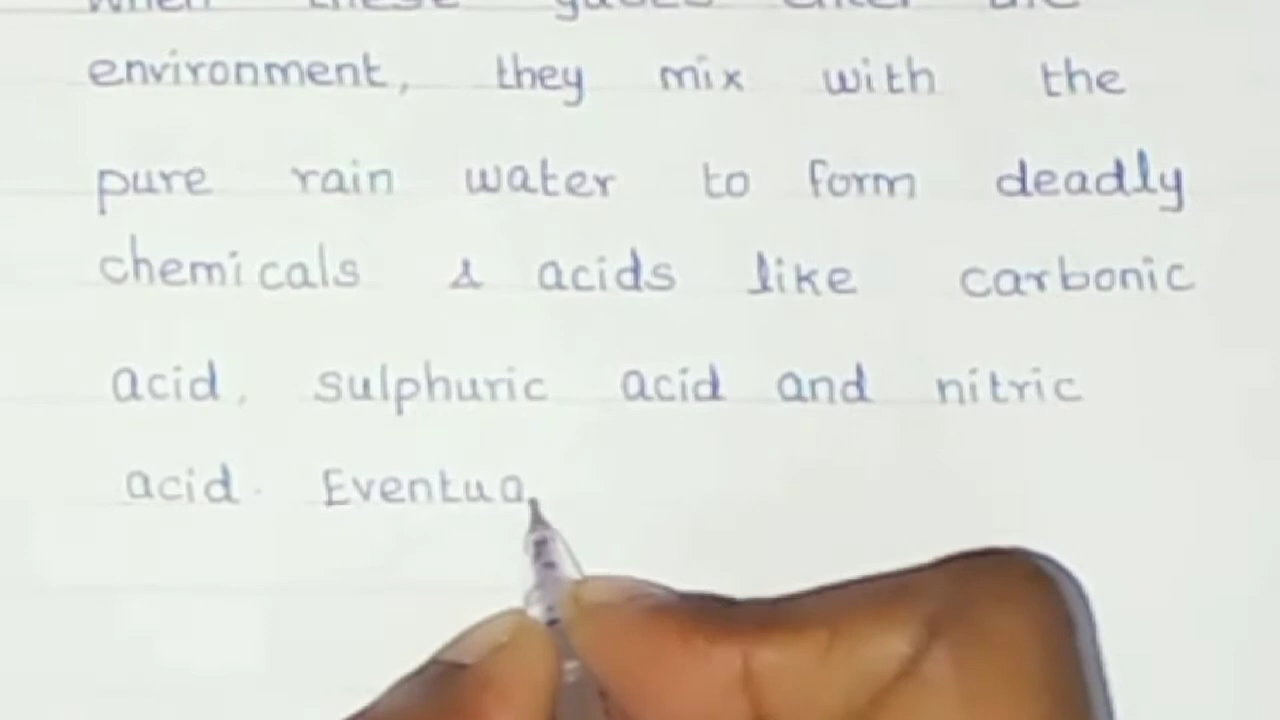 environment, they mix with the
pure rain water to form deadly
chemicals & acids like carbonic
acid, sulphuric acid and nitric
acid. Eventua